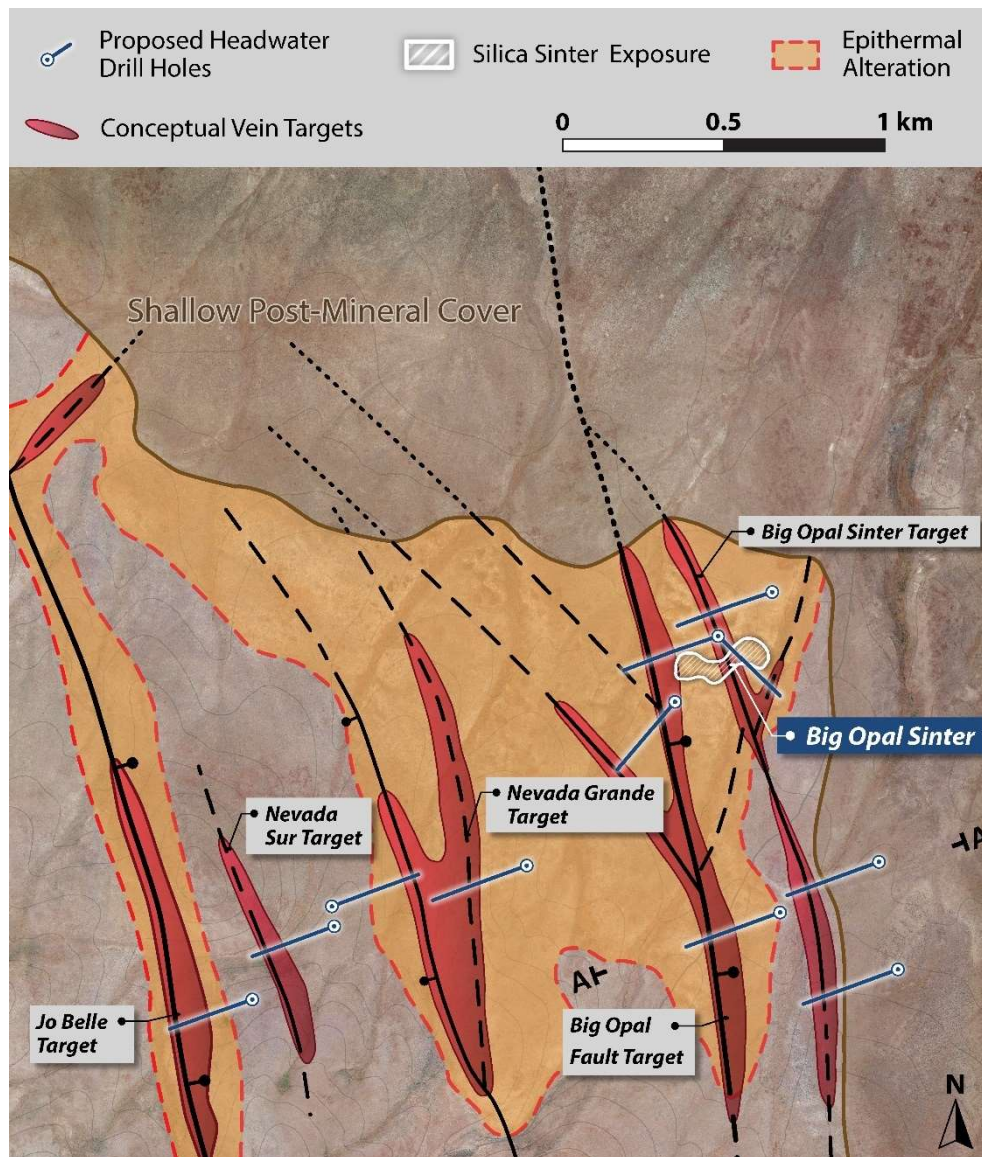 Proposed Headwater
Drill Holes
Silica Sinter Exposure
Epithermal
Alteration
Conceptual Vein Targets
0 0.5 1 km
Shallow Post-Mineral Cover
Big Opal Sinter Target
Big Opal Sinter
Nevada Grande
Target
Nevada
Sur Target
A
A
Jo Belle
Target
Big Opal
Fault Target
N